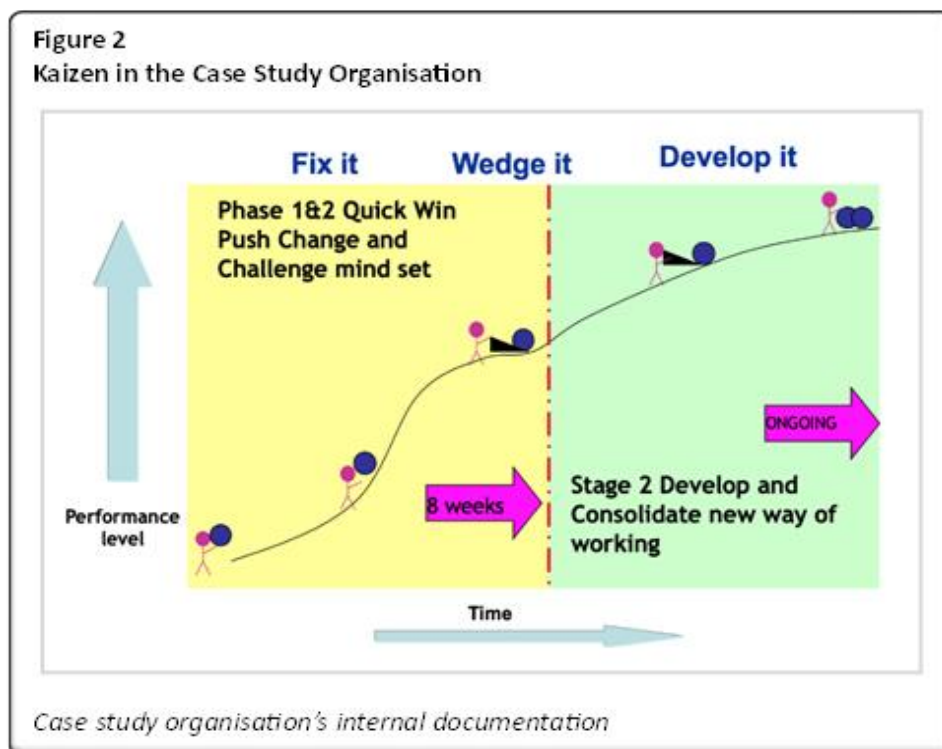 Figure 2
Kaizen in the Case Study Organisation
Fix it
Wedge it
Develop it
Phase 1&2 Quick Win
Push Change and
Challenge mind set
ONGOING
8 weeks
Stage 2 Develop and
Consolidate new way of
working
Performance
level
Time
Case study organisation's internal documentation